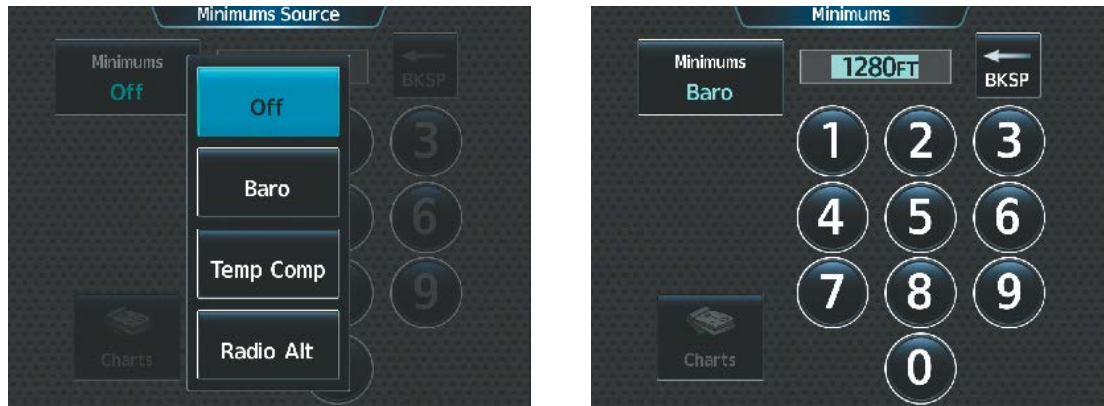 Minimums Source
Minimums
Off
BKSP
Off
Baro
Temp Comp
Radio Alt
3
6
9
Charts
Minimums
Minimums
Baro
1280FT
BKSP
1 2 3
4 5 6
7 8 9
0
Charts